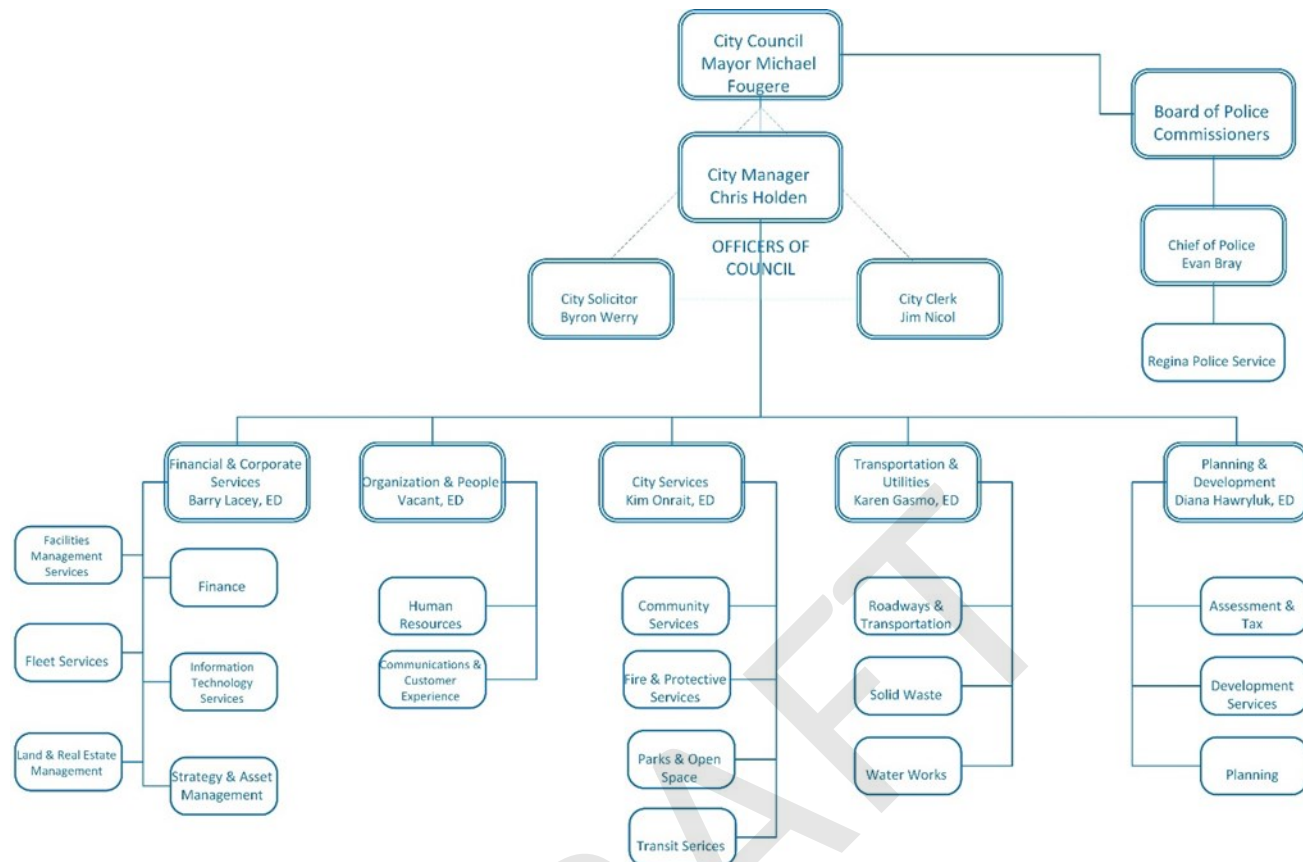 City Council
Mayor Michael
Fougere
Board of Police
Commissioners
City Manager
Chris Holden
OFFICERS OF
COUNCIL
Chief of Police
Evan Bray
City Solicitor
Byron Werry
City Clerk
Jim Nicol
Regina Police Service
Financial & Corporate
Services
Barry Lacey, ED
Organization & People
Vacant, ED
City Services
Kim Onrait, ED
Transportation &
Utilities
Karen Gasmo, ED
Planning &
Development
Diana Hawryluk, ED
Facilities
Management
Services
Finance
Fleet Services
Information
Technology
Services
Land & Real Estate
Management
Strategy & Asset
Management
Human
Resources
Communications &
Customer
Experience
Community
Services
Fire & Protective
Services
Parks & Open
Space
Transit Serices
Roadways &
Transportation
Solid Waste
Water Works
Assessment &
Tax
Development
Services
Planning
DRAFT